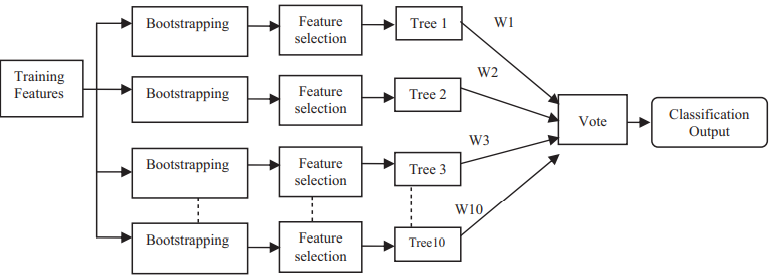 Bootstrapping
Feature
selection
Tree 1
W1
Training
Features
Bootstrapping
Feature
selection
Tree 2
W2
Vote
Classification
Output
Bootstrapping
Feature
selection
Tree 3
W3
Bootstrapping
Feature
selection
Tree10
W10